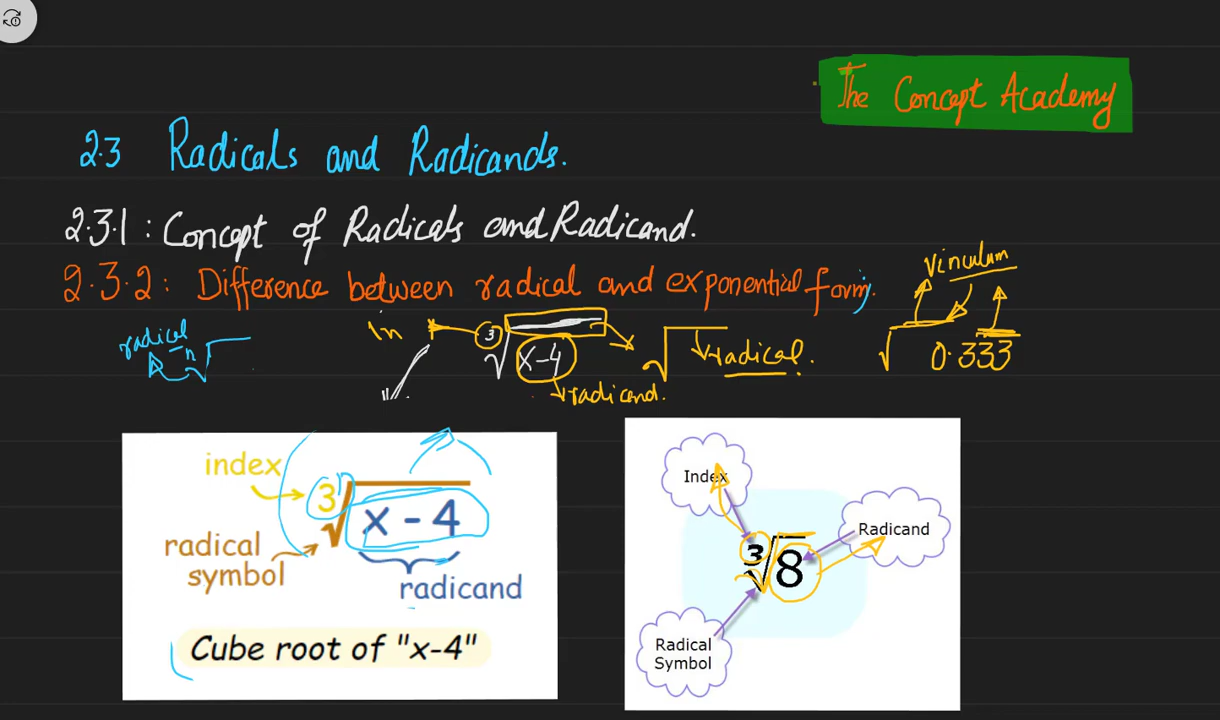 The Concept Academy
2.3 Radicals and Radicands.
2.3.1 : Concept of Radicals and Radicand.
2.3.2 : Difference between radical and exponential form.
vinculum
radical
n√
in
3√x-4
radicand.
√ radical.
√0.333
index
3√x - 4
radical
symbol
radicand
Cube root of "x-4"
Index
Radicand
3√8
Radical
Symbol